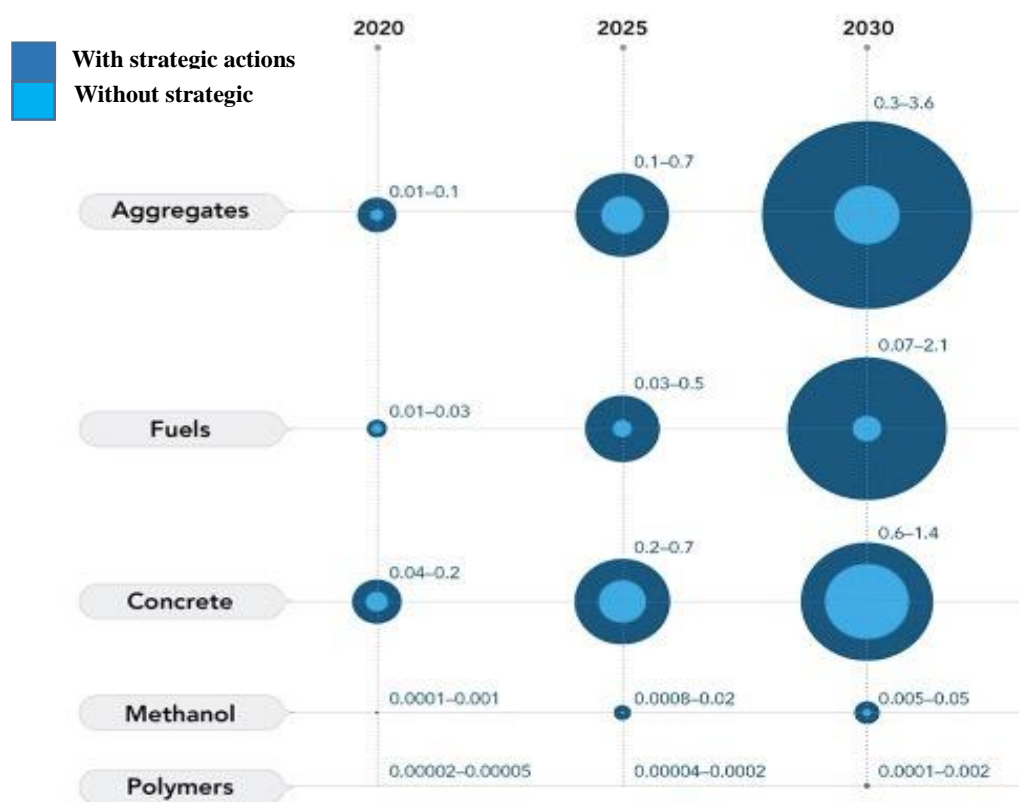 2020 2025 2030
With strategic actions
Without strategic
0.3–3.6
0.1–0.7
0.01–0.1
Aggregates
0.07–2.1
0.03–0.5
0.01–0.03
Fuels
0.6–1.4
0.2–0.7
0.04–0.2
Concrete
0.0001–0.001 0.0008–0.02 0.005–0.05
Methanol
0.00002–0.00005 0.00004–0.0002 0.0001–0.002
Polymers